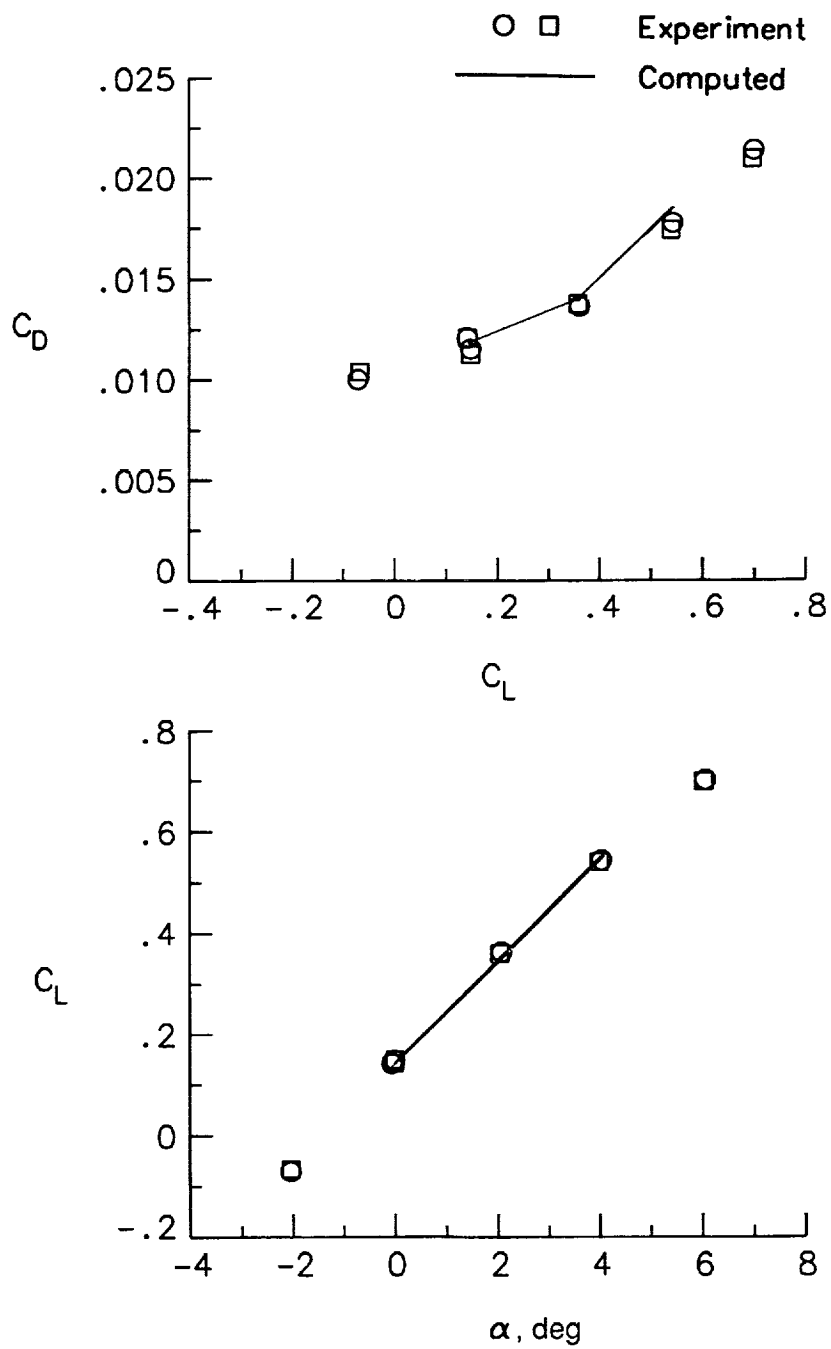 Experiment
Computed
.025
.020
.015
.010
.005
0
C_D
-.4 -.2 0 .2 .4 .6 .8
C_L
.8
.6
.4
.2
0
-.2
C_L
-4 -2 0 2 4 6 8
α, deg